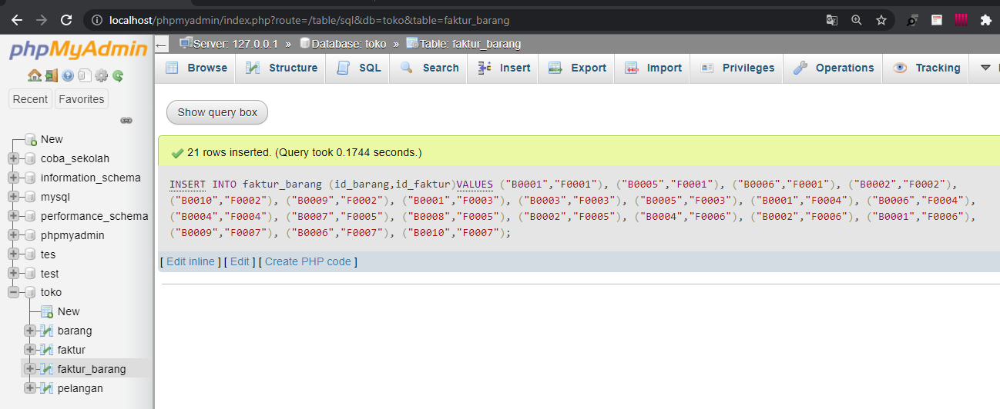 localhost/phpmyadmin/index.php?route=/table/sql&db=toko&table=faktur_barang
phpMyAdmin
Recent Favorites
New
coba_sekolah
information_schema
mysql
performance_schema
phpmyadmin
tes
test
toko
New
barang
faktur
faktur_barang
pelangan
Server: 127.0.0.1 » Database: toko » Table: faktur_barang
Browse Structure SQL Search Insert Export Import Privileges Operations Tracking
Show query box
21 rows inserted. (Query took 0.1744 seconds.)
INSERT INTO faktur_barang (id_barang,id_faktur)VALUES ("B0001","F0001"), ("B0005","F0001"), ("B0006","F0001"), ("B0002","F0002"),
("B0010","F0002"), ("B0009","F0002"), ("B0001","F0003"), ("B0003","F0003"), ("B0005","F0003"), ("B0001","F0004"), ("B0006","F0004"),
("B0004","F0004"), ("B0007","F0005"), ("B0008","F0005"), ("B0002","F0005"), ("B0004","F0006"), ("B0002","F0006"), ("B0001","F0006"),
("B0009","F0007"), ("B0006","F0007"), ("B0010","F0007");
[ Edit inline ] [ Edit ] [ Create PHP code ]